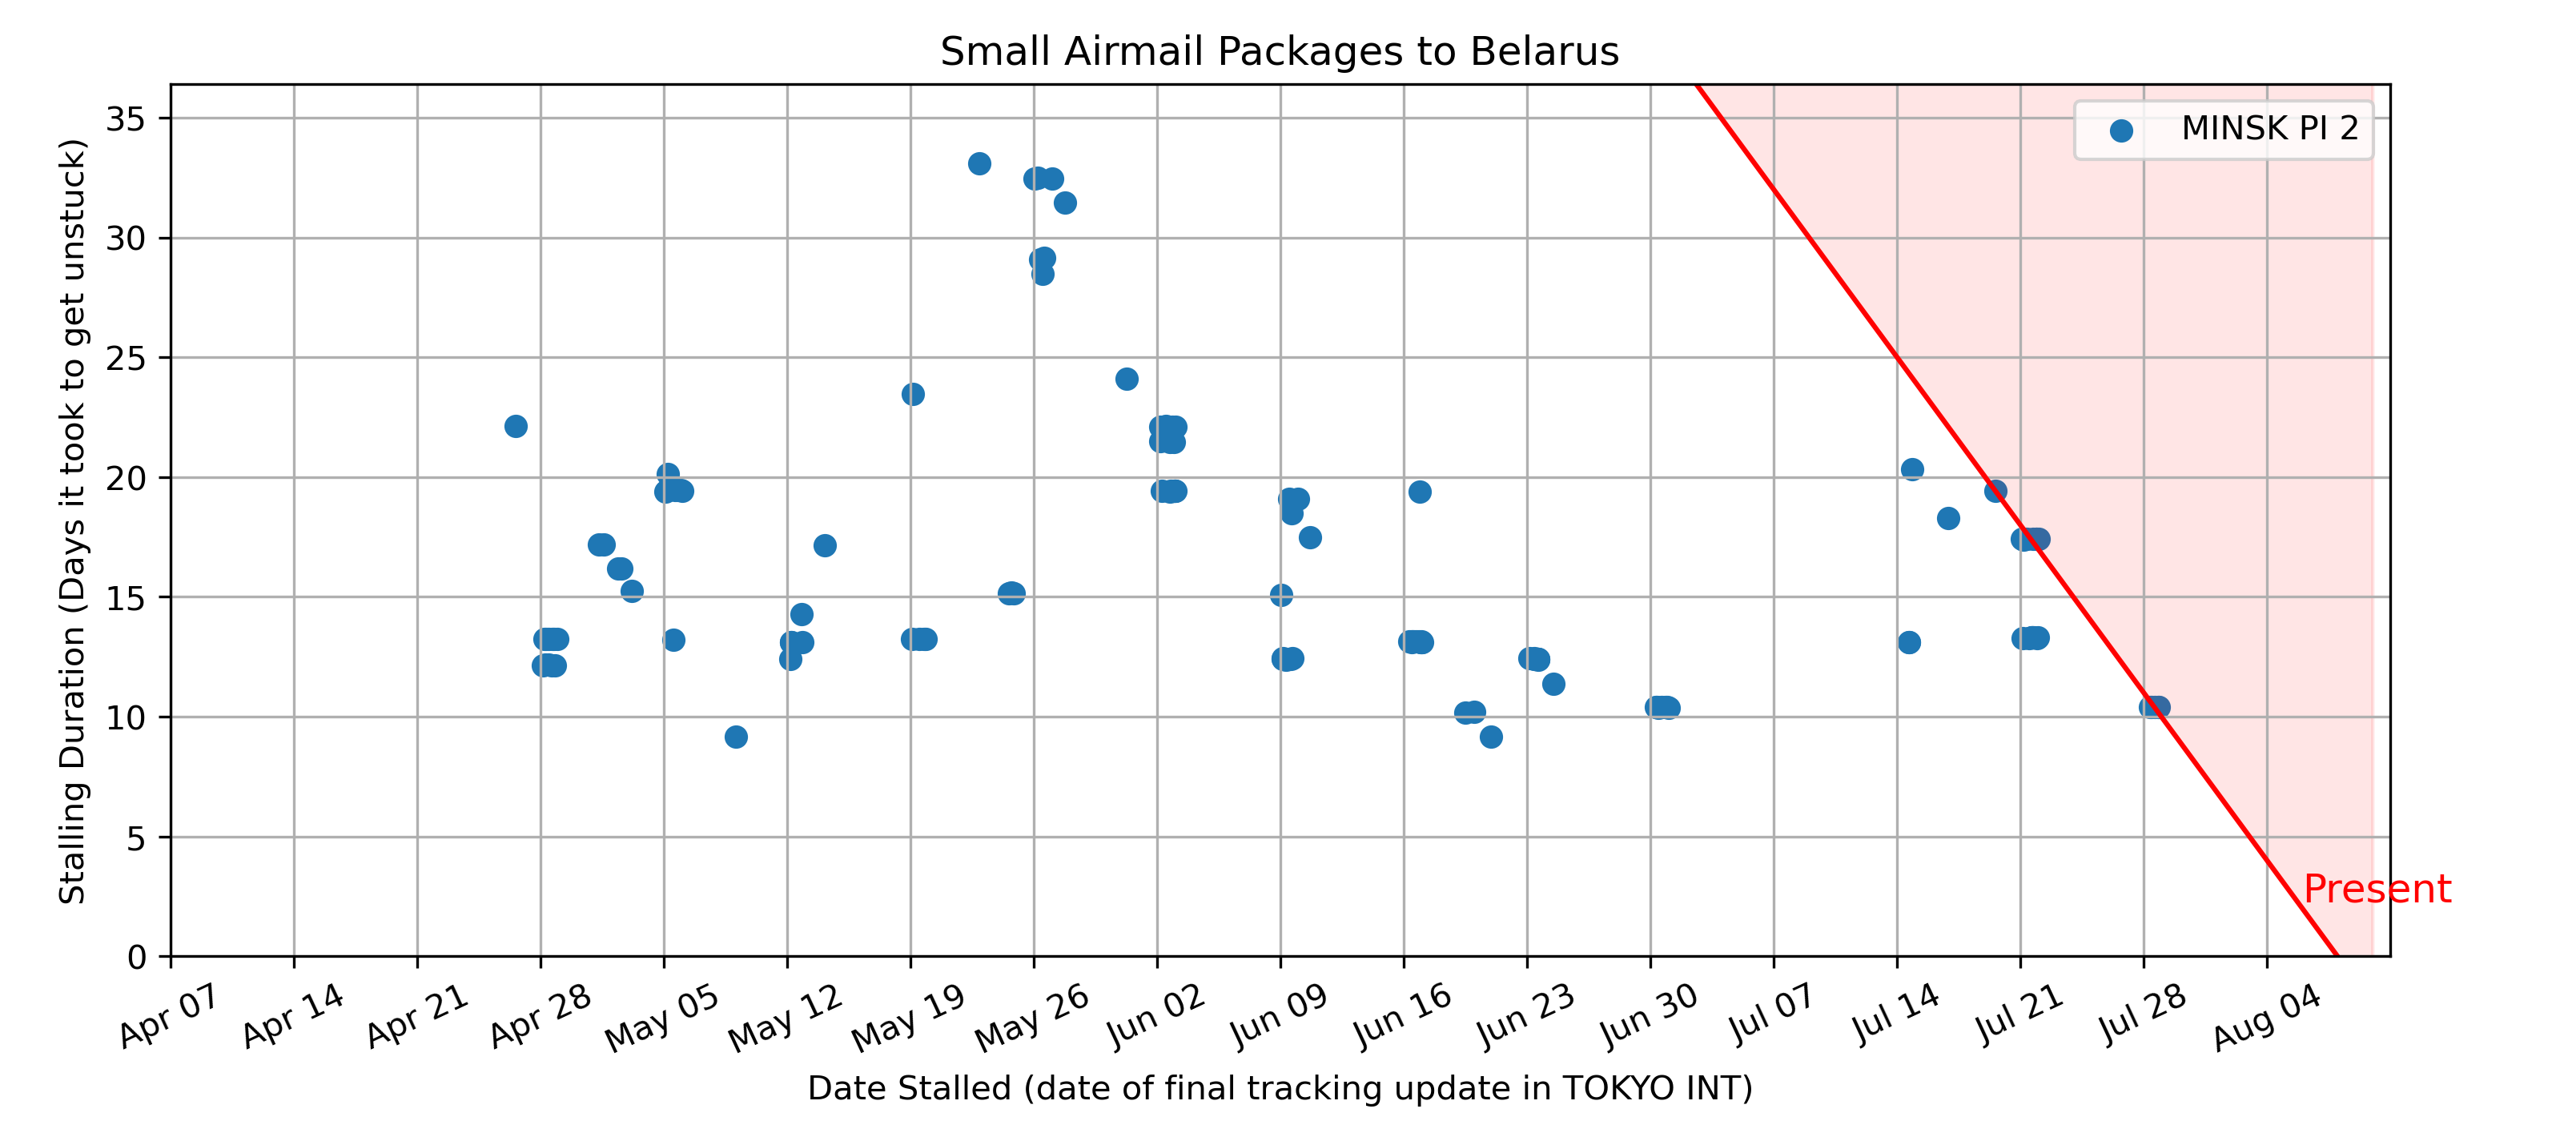 Small Airmail Packages to Belarus
Stalling Duration (Days it took to get unstuck)
35
30
25
20
15
10
5
0
MINSK PI 2
Present
Apr 07
Apr 14
Apr 21
Apr 28
May 05
May 12
May 19
May 26
Jun 02
Jun 09
Jun 16
Jun 23
Jun 30
Jul 07
Jul 14
Jul 21
Jul 28
Aug 04
Date Stalled (date of final tracking update in TOKYO INT)